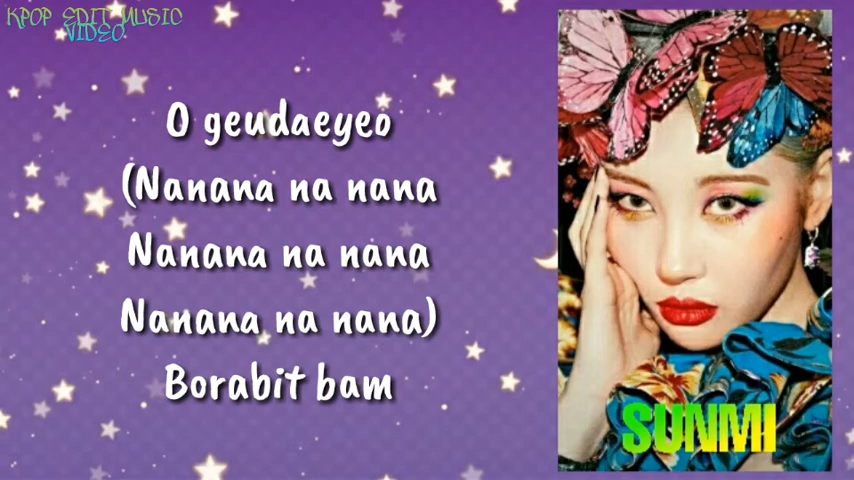 KPOP EDIT MUSIC
VIDEO
O geudaeyeo
(Nanana na nana
Nanana na nana
Nanana na nana)
Borabit bam
SUNMI